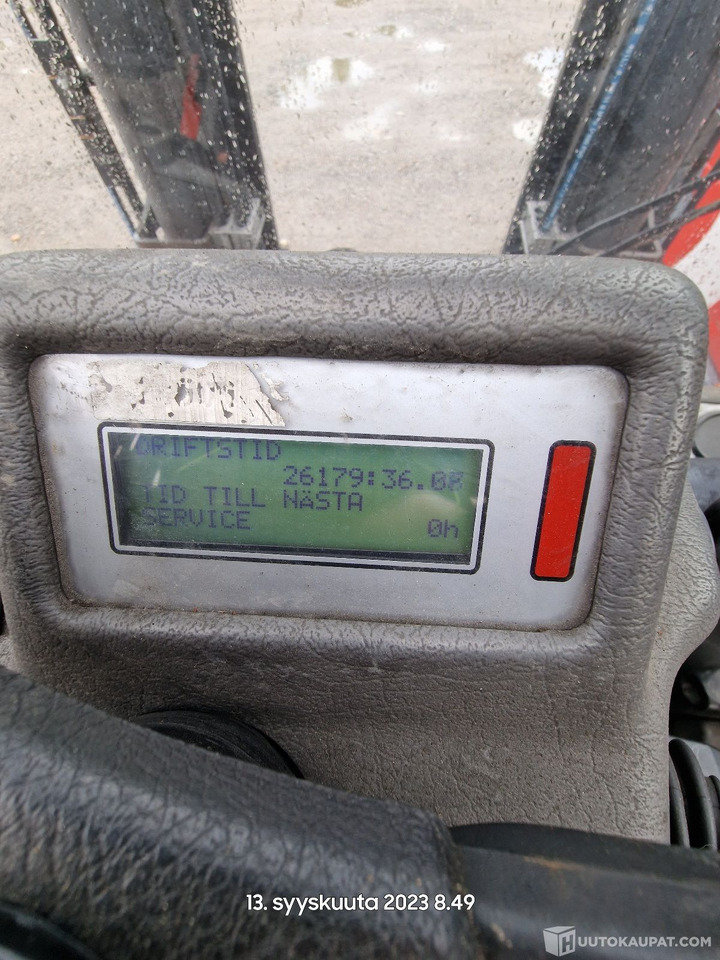 DRIFTSTID
26179:36.00
TID TILL NÄSTA
SERVICE 0h
13. syyskuuta 2023 8.49
HUUTOKAUPAT.COM